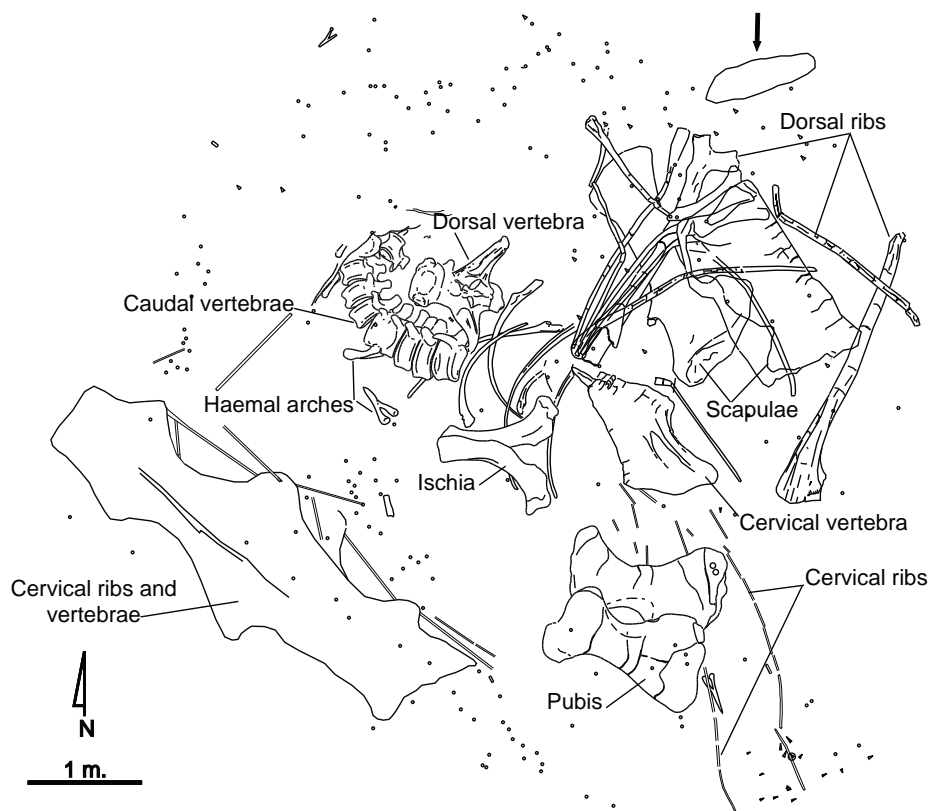 Dorsal ribs
Dorsal vertebra
Caudal vertebrae
Haemal arches
Scapulae
Ischia
Cervical vertebra
Cervical ribs and
vertebrae
Cervical ribs
Pubis
N
1 m.